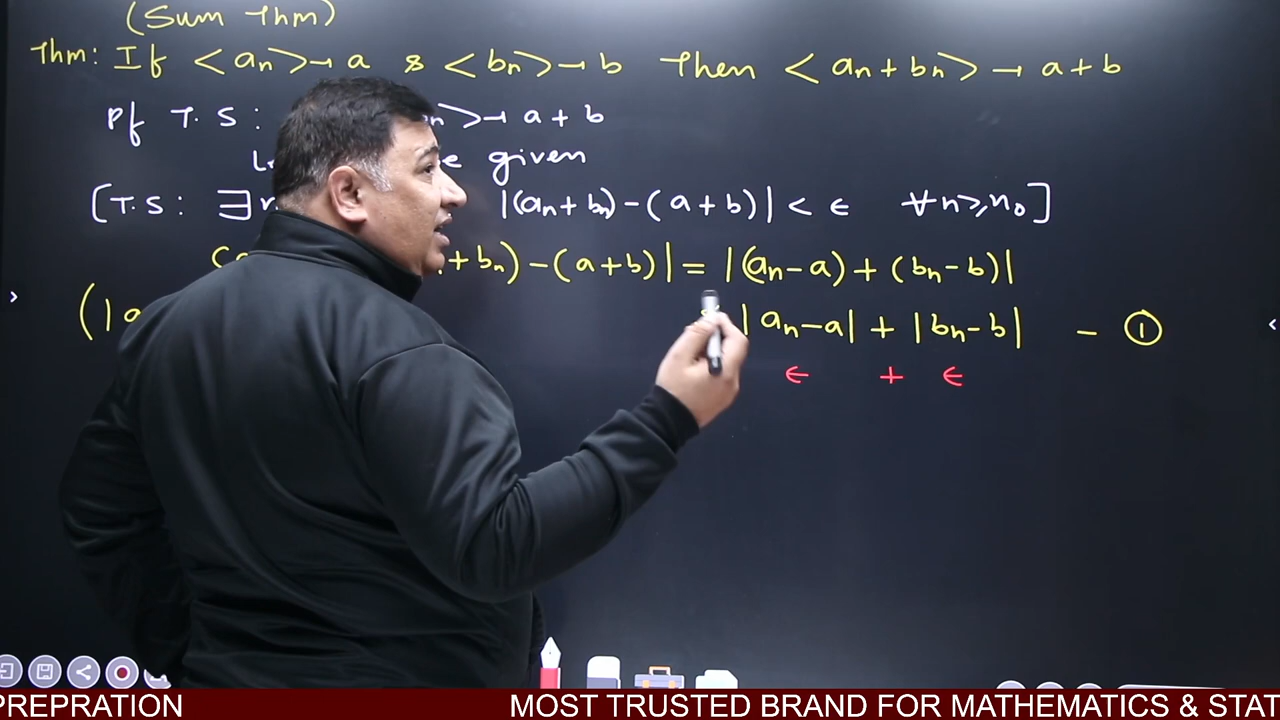 (Sum Thm)
Thm: If <an> → a & <bn> → b Then <an + bn> → a + b
Pf T.S: n> → a + b
∈ given
[T.S: ∃ |(an + bn) - (a + b)| < ∈ ∀n ≥ n0]
+ bn) - (a + b)| = |(an - a) + (bn - b)|
(|a |an - a| + |bn - b| - ①
∈ + ∈
PREPRATION MOST TRUSTED BRAND FOR MATHEMATICS & STAT